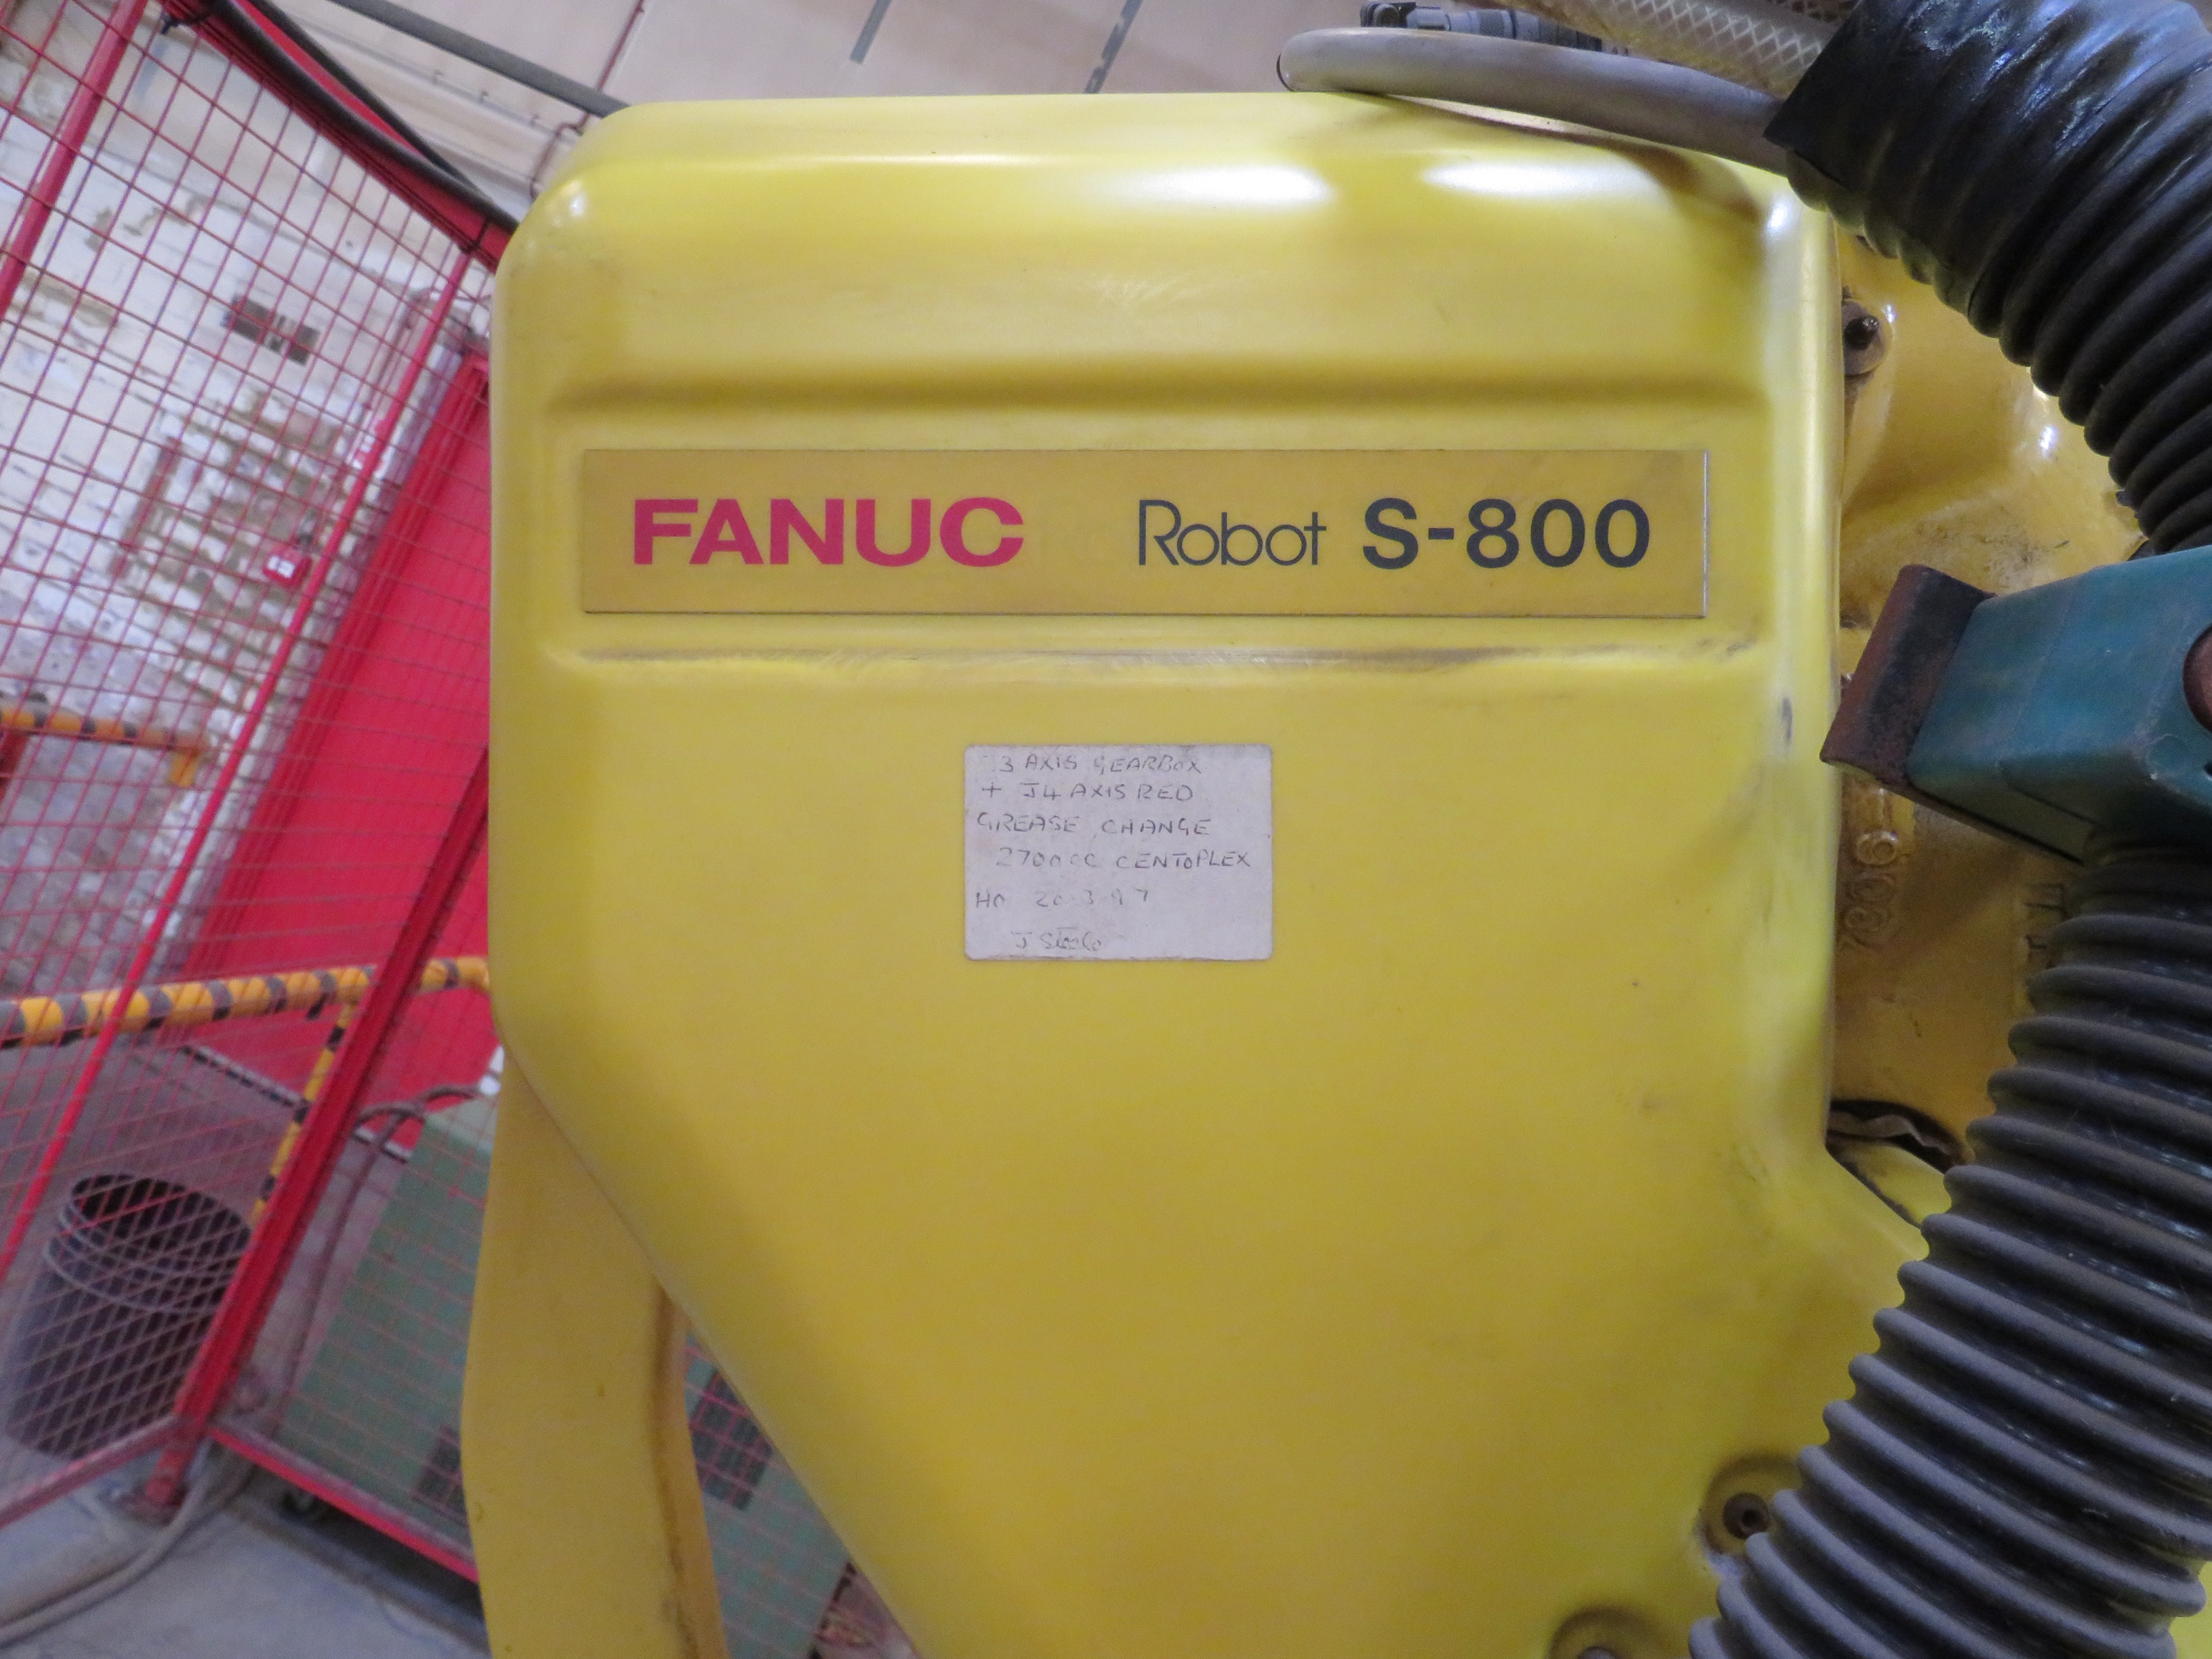 FANUC Robot S-800
J3 AXIS GEARBOX
+ J4 AXIS RED
GREASE CHANGE
2700CC CENTOPLEX
20-3-97
J